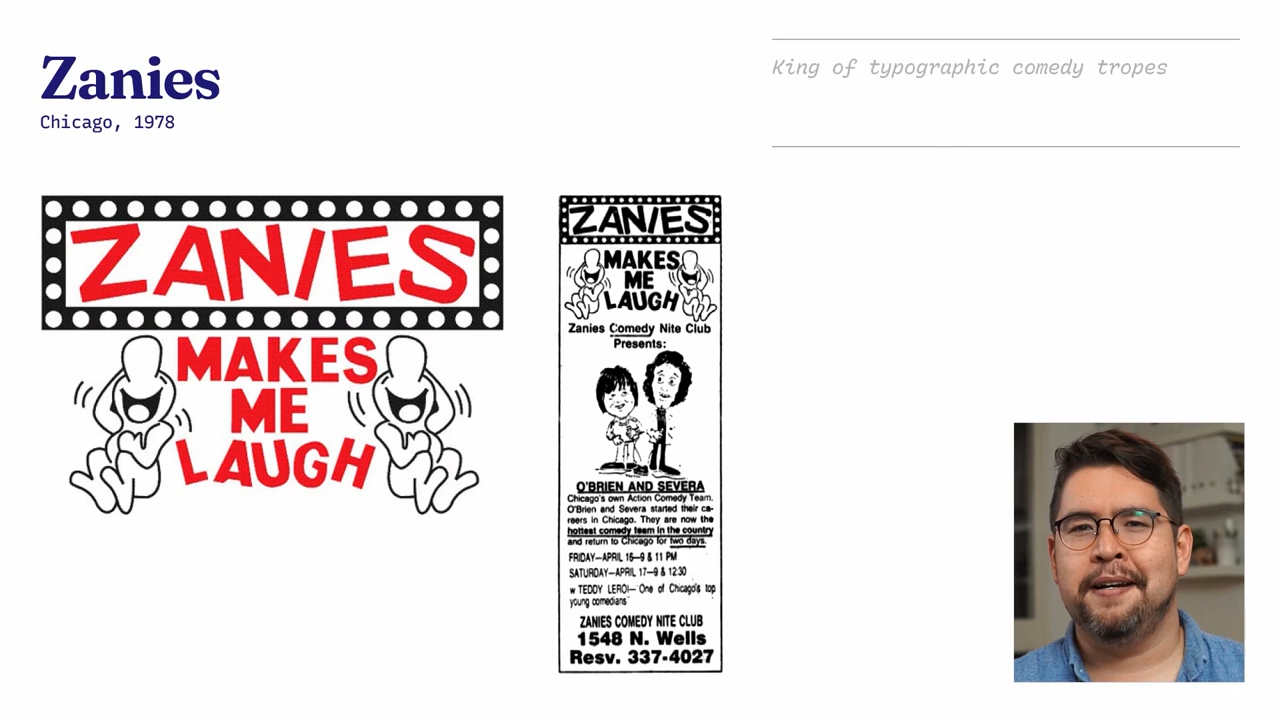 Zanies
Chicago, 1978
King of typographic comedy tropes
ZANIES
MAKES
ME
LAUGH
ZANIES
MAKES
ME
LAUGH
Zanies Comedy Nite Club
Presents:
O'BRIEN AND SEVERA
Chicago's own Action Comedy Team.
O'Brien and Severa started their ca-
reers in Chicago. They are now the
hottest comedy team in the country
and return to Chicago for two days.
FRIDAY—APRIL 16—9 & 11 PM
SATURDAY—APRIL 17—9 & 12:30
w TEDDY LEROI—"One of Chicago's top
young comedians"
ZANIES COMEDY NITE CLUB
1548 N. Wells
Resv. 337-4027